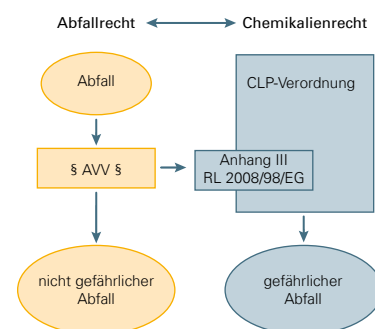 Abfallrecht Chemikalienrecht
Abfall
CLP-Verordnung
§ AVV §
Anhang III
RL 2008/98/EG
nicht gefährlicher
Abfall
gefährlicher
Abfall